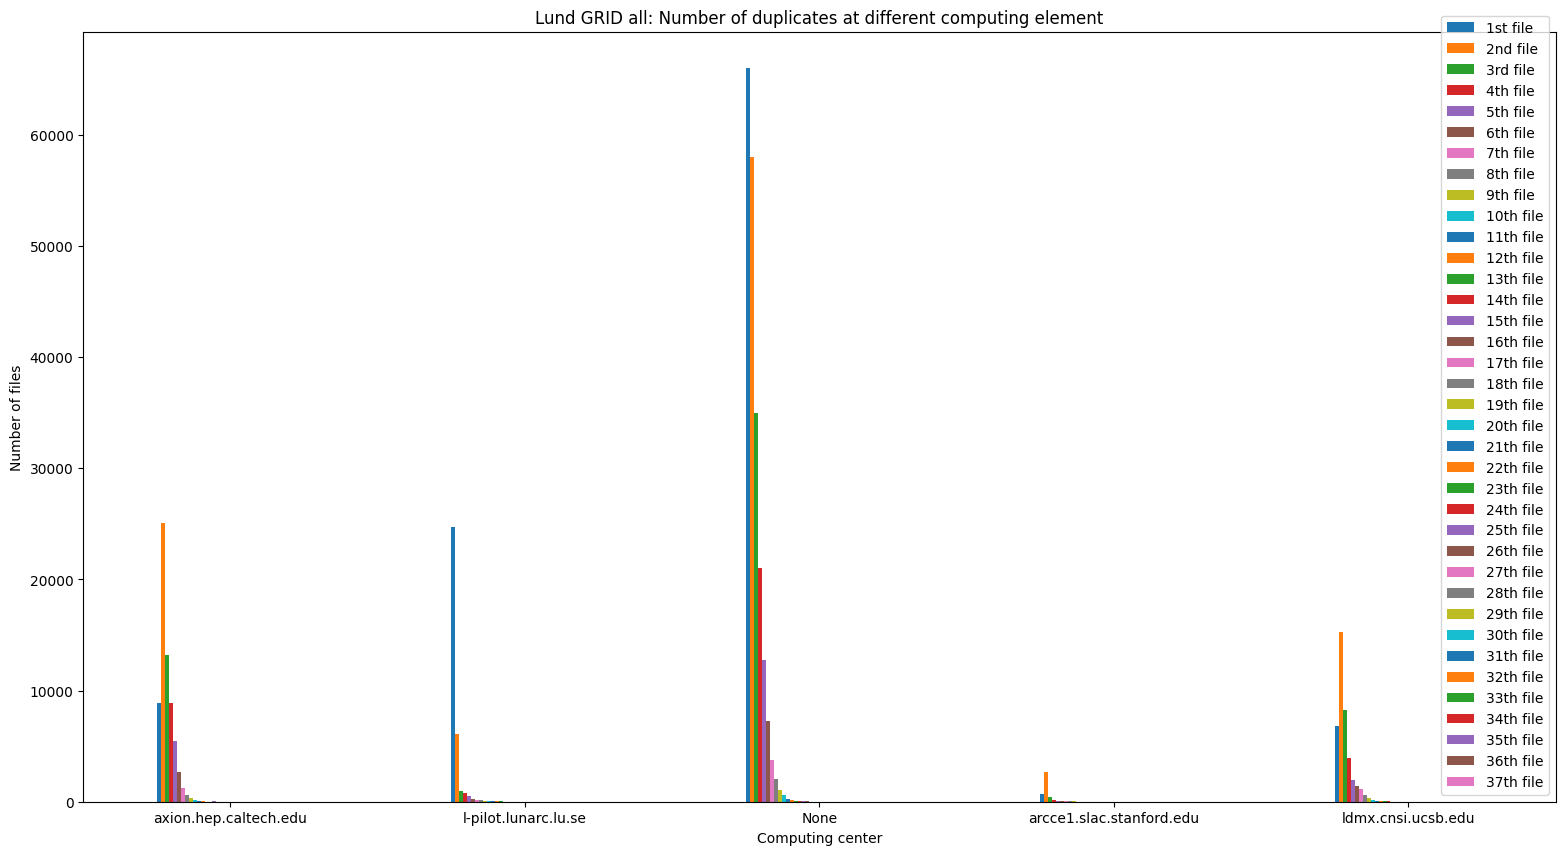 Lund GRID all: Number of duplicates at different computing element
Number of files
60000
50000
40000
30000
20000
10000
0
axion.hep.caltech.edu
l-pilot.lunarc.lu.se
None
arcce1.slac.stanford.edu
ldmx.cnsi.ucsb.edu
Computing center
1st file
2nd file
3rd file
4th file
5th file
6th file
7th file
8th file
9th file
10th file
11th file
12th file
13th file
14th file
15th file
16th file
17th file
18th file
19th file
20th file
21th file
22th file
23th file
24th file
25th file
26th file
27th file
28th file
29th file
30th file
31th file
32th file
33th file
34th file
35th file
36th file
37th file